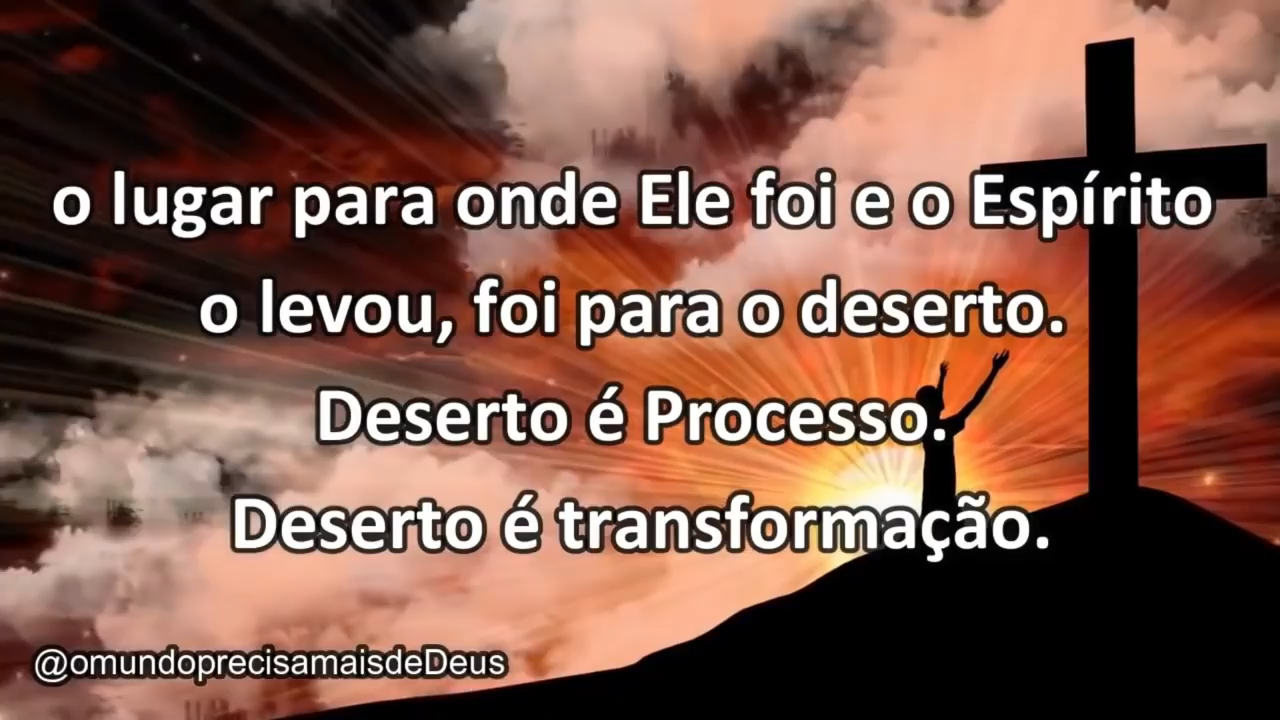 o lugar para onde Ele foi e o Espírito
o levou, foi para o deserto.
Deserto é Processo.
Deserto é transformação.
@omundoprecisamaisdeDeus